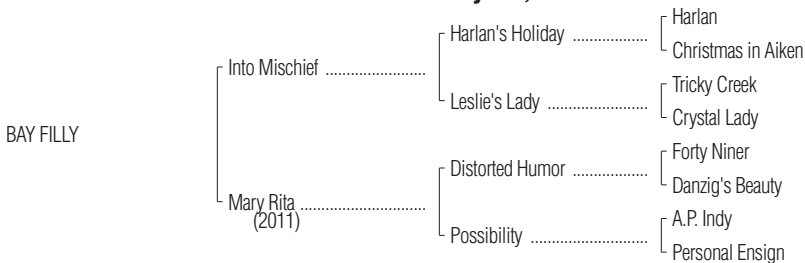 BAY FILLY
Into Mischief ........................
Mary Rita ..............................
(2011)
Harlan's Holiday ..................
Leslie's Lady ........................
Distorted Humor ..................
Possibility ............................
Harlan
Christmas in Aiken
Tricky Creek
Crystal Lady
Forty Niner
Danzig's Beauty
A.P. Indy
Personal Ensign